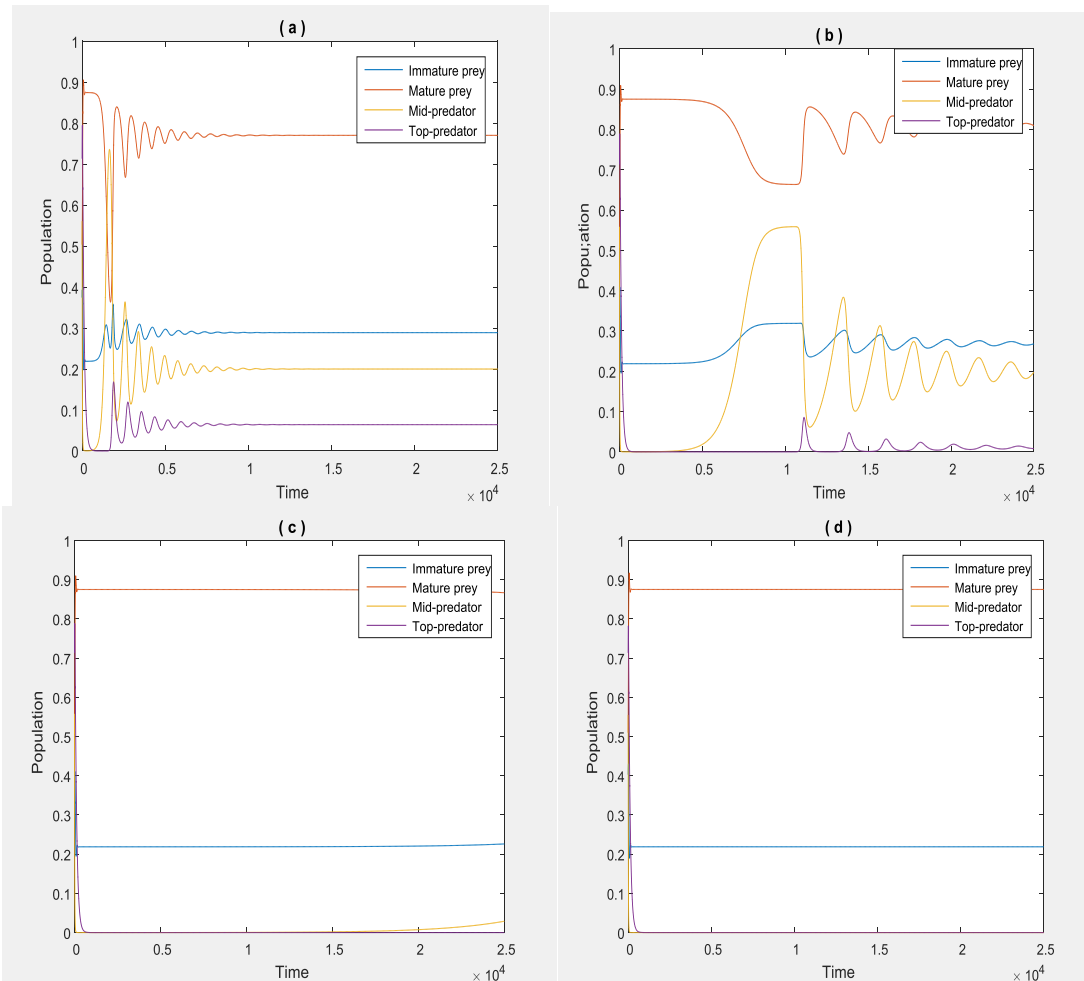 ( a )
1
0.9
0.8
0.7
0.6
0.5
0.4
0.3
0.2
0.1
0
Population
Immature prey
Mature prey
Mid-predator
Top-predator
0 0.5 1 1.5 2 2.5
Time
× 10^4
( b )
1
0.9
0.8
0.7
0.6
0.5
0.4
0.3
0.2
0.1
0
Popu;ation
Immature prey
Mature prey
Mid-predator
Top-predator
0 0.5 1 1.5 2 2.5
Time
× 10^4
( c )
1
0.9
0.8
0.7
0.6
0.5
0.4
0.3
0.2
0.1
0
Population
Immature prey
Mature prey
Mid-predator
Top-predator
0 0.5 1 1.5 2 2.5
Time
× 10^4
( d )
1
0.9
0.8
0.7
0.6
0.5
0.4
0.3
0.2
0.1
0
Population
Immature prey
Mature prey
Mid-predator
Top-predator
0 0.5 1 1.5 2 2.5
Time
× 10^4